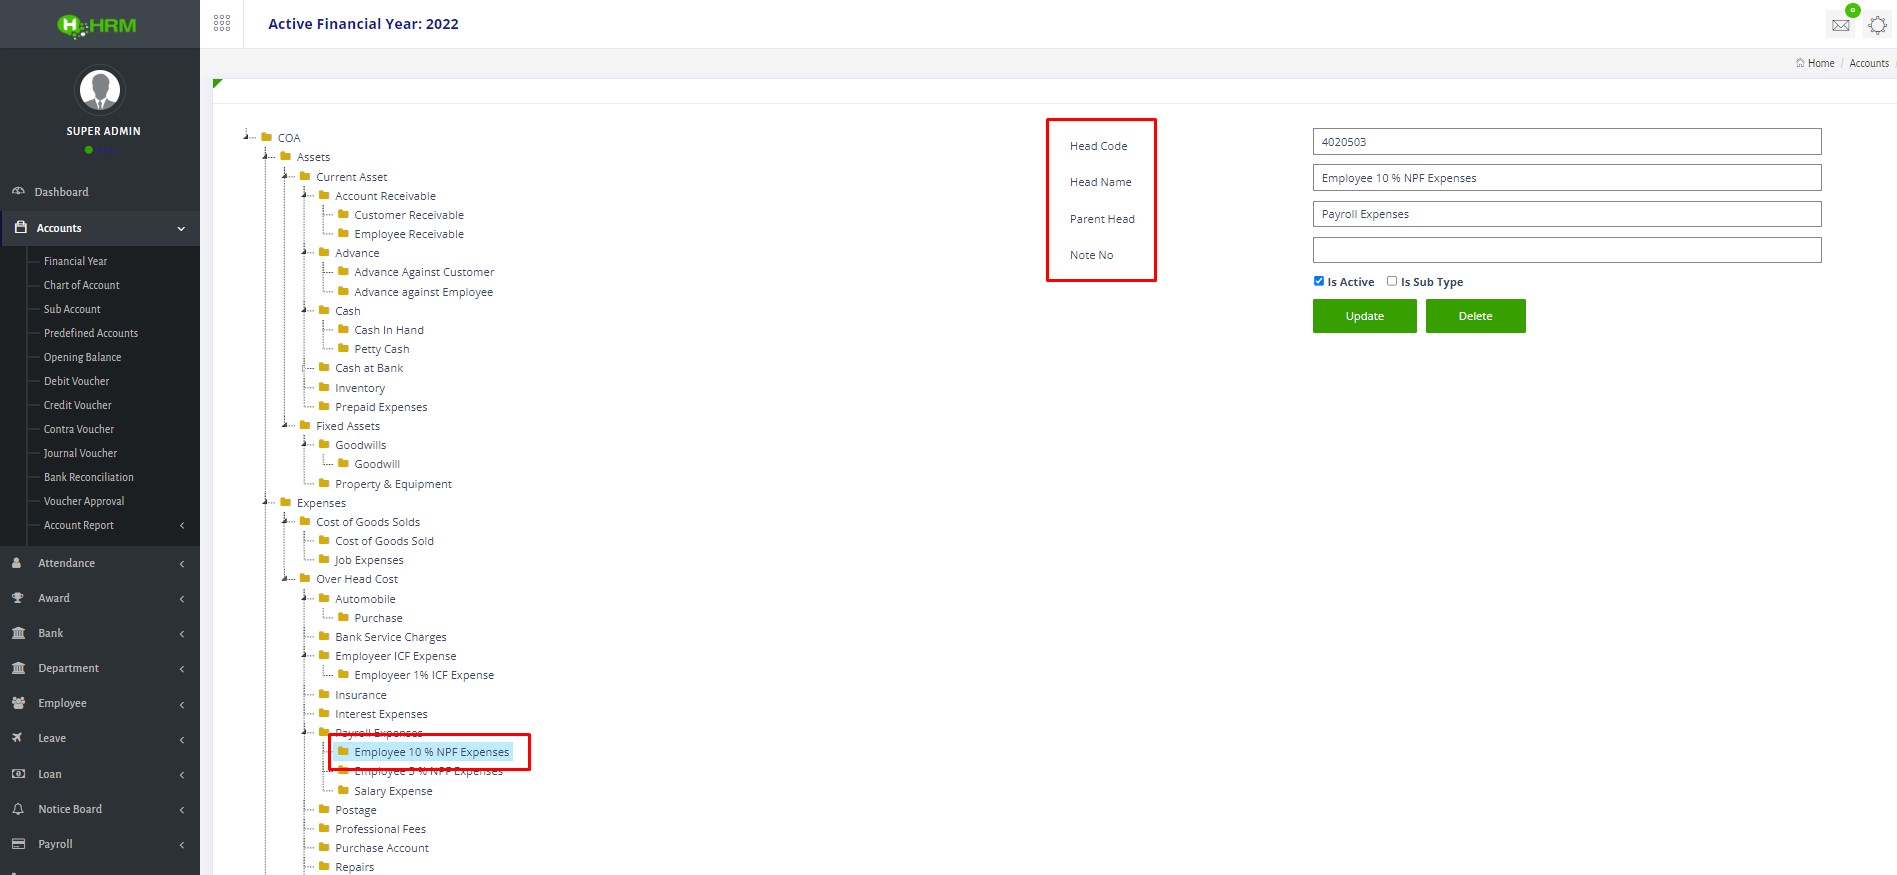 HRM
Active Financial Year: 2022
0
Home / Accounts /
SUPER ADMIN
Dashboard
Accounts
Financial Year
Chart of Account
Sub Account
Predefined Accounts
Opening Balance
Debit Voucher
Credit Voucher
Contra Voucher
Journal Voucher
Bank Reconciliation
Voucher Approval
Account Report
Attendance
Award
Bank
Department
Employee
Leave
Loan
Notice Board
Payroll
COA
Assets
Current Asset
Account Receivable
Customer Receivable
Employee Receivable
Advance
Advance Against Customer
Advance against Employee
Cash
Cash In Hand
Petty Cash
Cash at Bank
Inventory
Prepaid Expenses
Fixed Assets
Goodwills
Goodwill
Property & Equipment
Expenses
Cost of Goods Solds
Cost of Goods Sold
Job Expenses
Over Head Cost
Automobile
Purchase
Bank Service Charges
Employeer ICF Expense
Employeer 1% ICF Expense
Insurance
Interest Expenses
Payroll Expenses
Employee 10 % NPF Expenses
Employee 5 % NPF Expenses
Salary Expense
Postage
Professional Fees
Purchase Account
Repairs
Head Code
4020503
Head Name
Employee 10 % NPF Expenses
Parent Head
Payroll Expenses
Note No
Is Active Is Sub Type
Update Delete